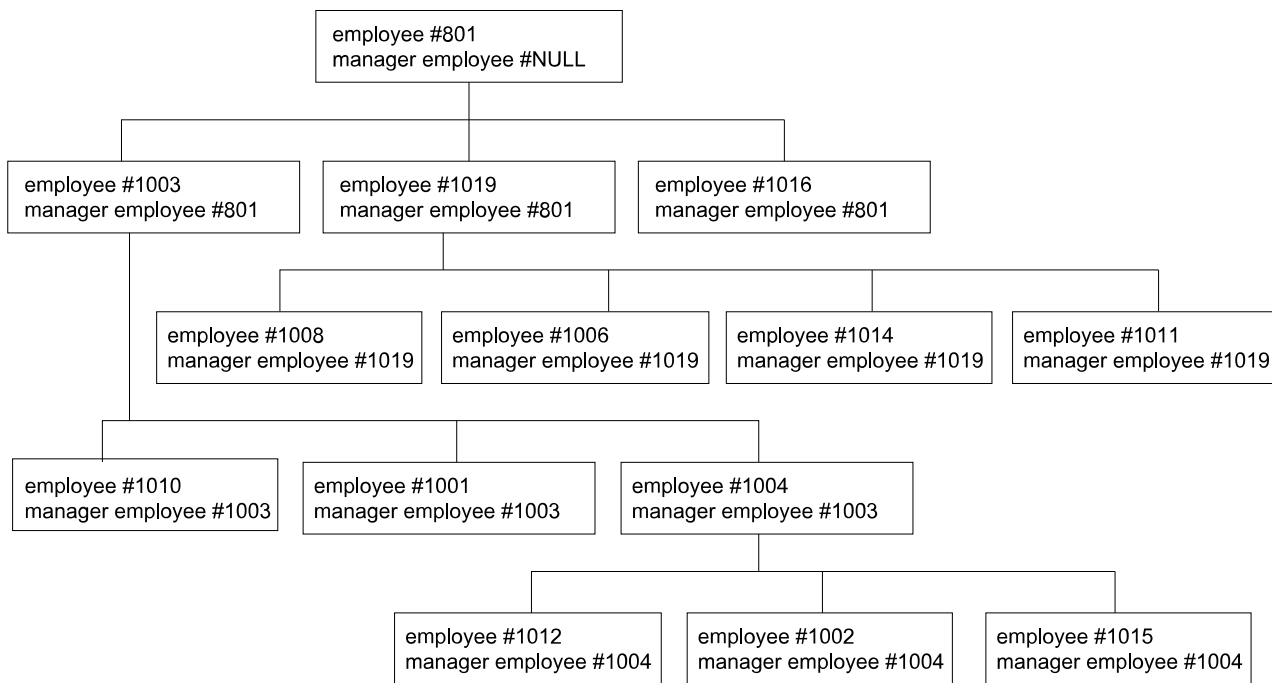 employee #801
manager employee #NULL
employee #1003
manager employee #801
employee #1019
manager employee #801
employee #1016
manager employee #801
employee #1008
manager employee #1019
employee #1006
manager employee #1019
employee #1014
manager employee #1019
employee #1011
manager employee #1019
employee #1010
manager employee #1003
employee #1001
manager employee #1003
employee #1004
manager employee #1003
employee #1012
manager employee #1004
employee #1002
manager employee #1004
employee #1015
manager employee #1004